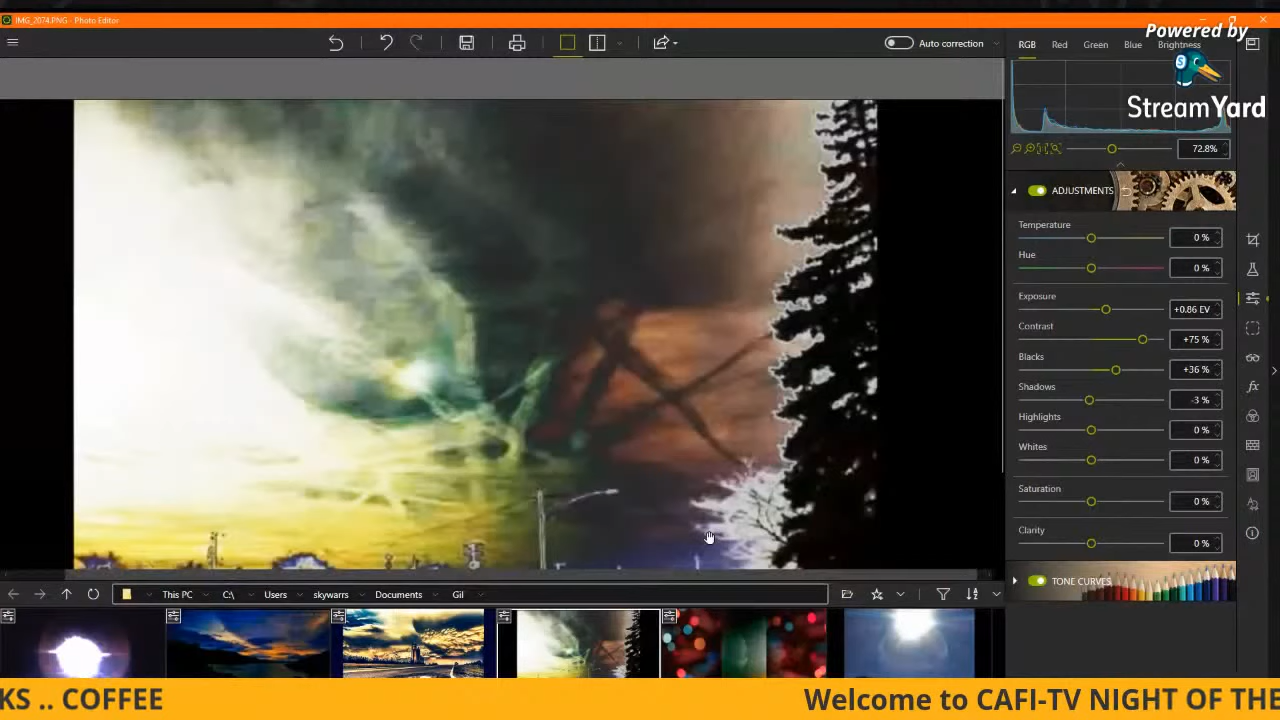 IMG_2074.PNG - Photo Editor
Powered by
StreamYard
Auto correction
RGB Red Green Blue Brightness
72.8%
ADJUSTMENTS
Temperature
0 %
Hue
0 %
Exposure
+0.86 EV
Contrast
+75 %
Blacks
+36 %
Shadows
-3 %
Highlights
0 %
Whites
0 %
Saturation
0 %
Clarity
0 %
TONE CURVES
This PC C:\ Users skywarrs Documents Gil
KS .. COFFEE
Welcome to CAFI-TV NIGHT OF THE